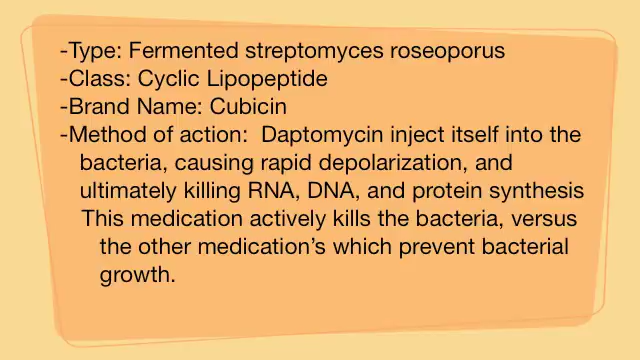 -Type: Fermented streptomyces roseoporus
-Class: Cyclic Lipopeptide
-Brand Name: Cubicin
-Method of action:  Daptomycin inject itself into the
bacteria, causing rapid depolarization, and
ultimately killing RNA, DNA, and protein synthesis
This medication actively kills the bacteria, versus
the other medication’s which prevent bacterial
growth.